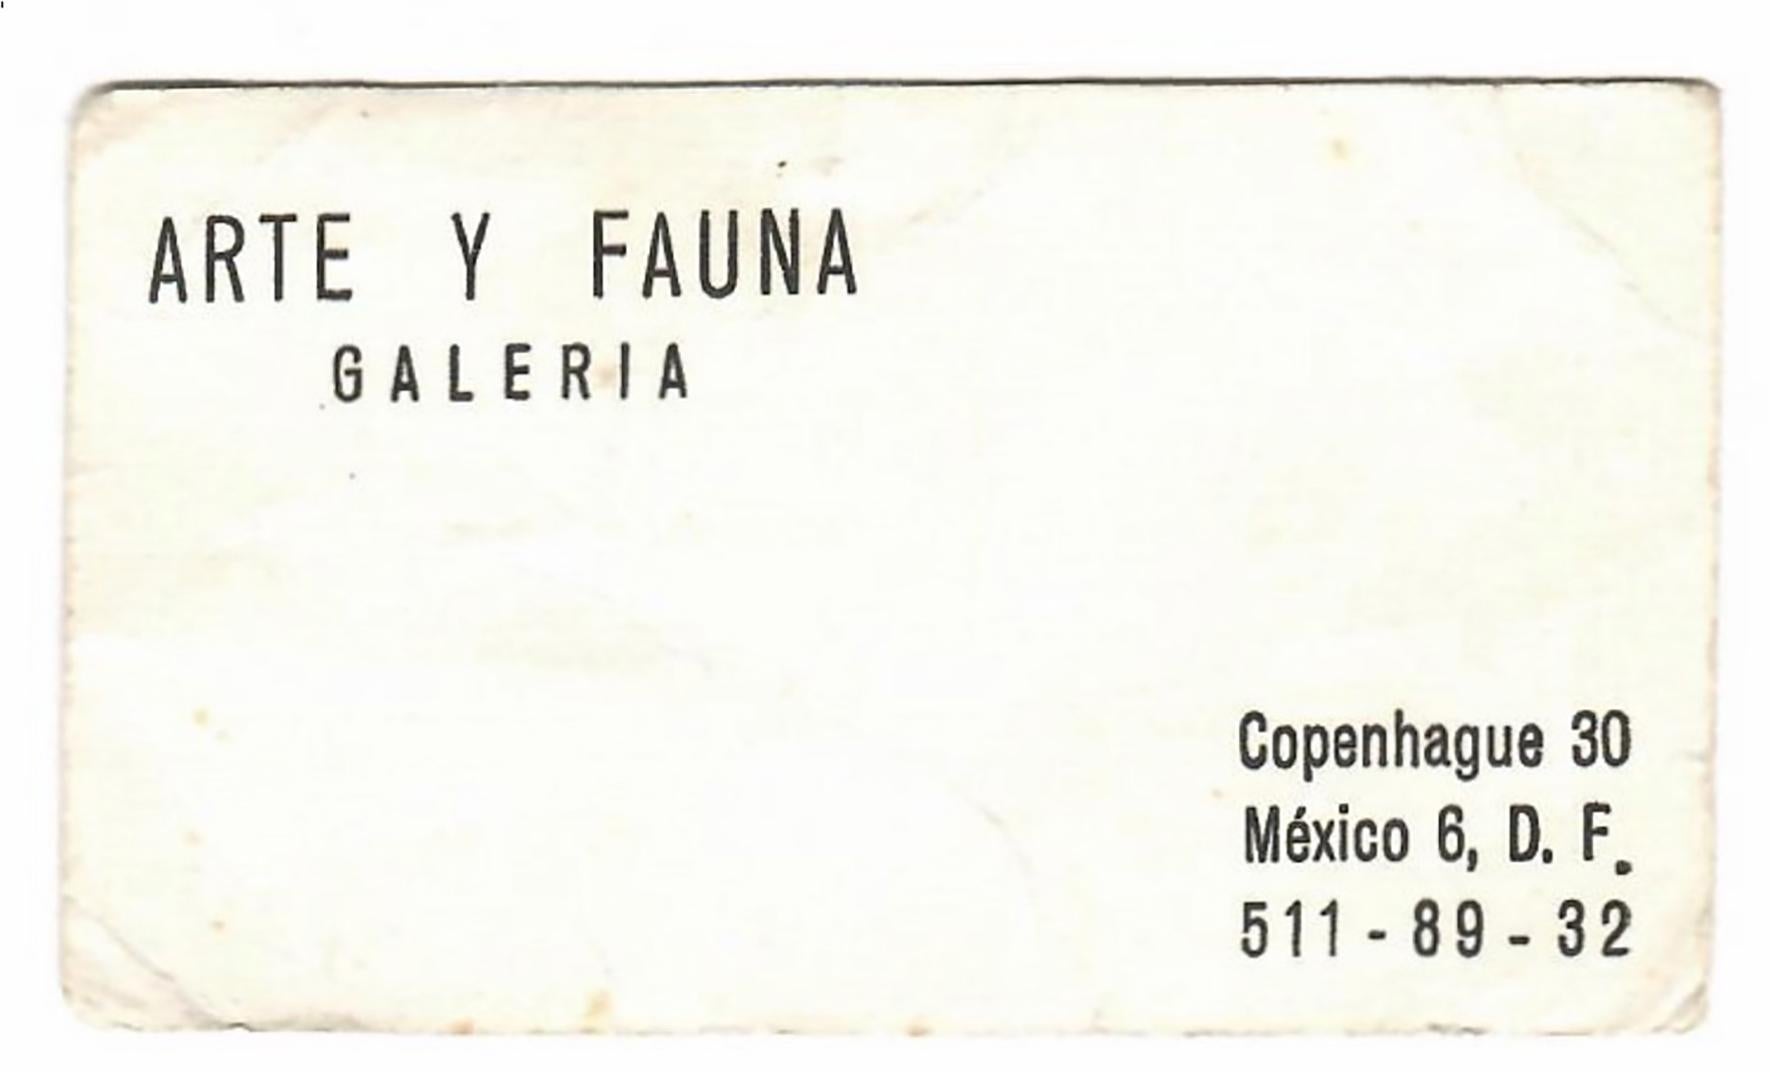 ARTE Y FAUNA
GALERIA
Copenhague 30
México 6, D. F.
511 - 89 - 32